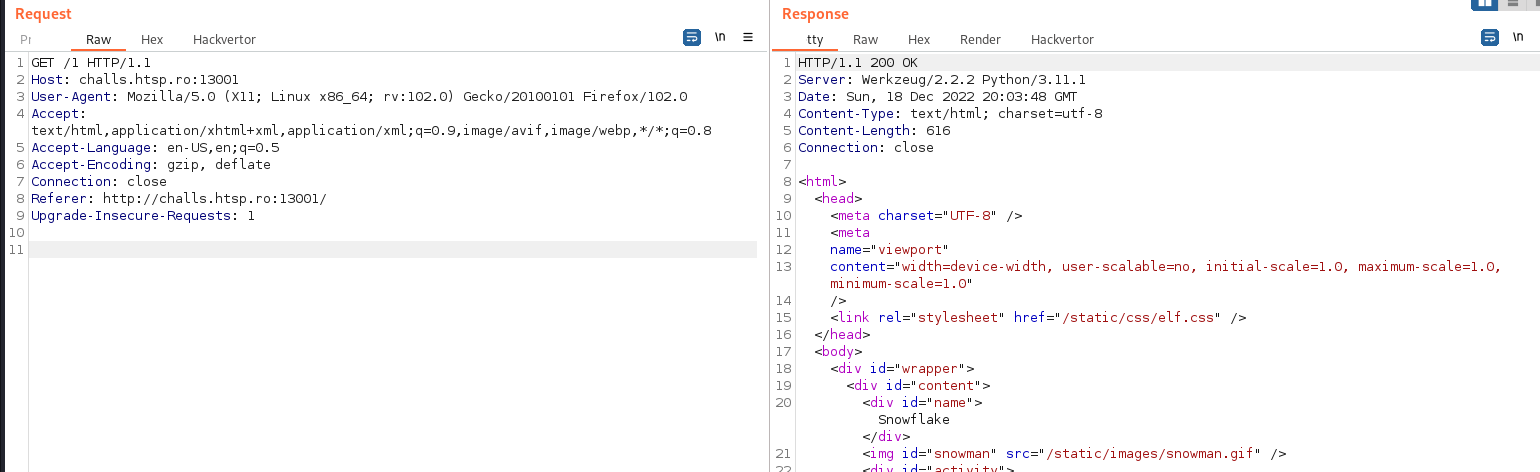 Request
Pr Raw Hex Hackvertor \n
1 GET /1 HTTP/1.1
2 Host: challs.htsp.ro:13001
3 User-Agent: Mozilla/5.0 (X11; Linux x86_64; rv:102.0) Gecko/20100101 Firefox/102.0
4 Accept:
text/html,application/xhtml+xml,application/xml;q=0.9,image/avif,image/webp,*/*;q=0.8
5 Accept-Language: en-US,en;q=0.5
6 Accept-Encoding: gzip, deflate
7 Connection: close
8 Referer: http://challs.htsp.ro:13001/
9 Upgrade-Insecure-Requests: 1
10
11
Response
tty Raw Hex Render Hackvertor \n
1 HTTP/1.1 200 OK
2 Server: Werkzeug/2.2.2 Python/3.11.1
3 Date: Sun, 18 Dec 2022 20:03:48 GMT
4 Content-Type: text/html; charset=utf-8
5 Content-Length: 616
6 Connection: close
7
8 <html>
9 <head>
10 <meta charset="UTF-8" />
11 <meta
12 name="viewport"
13 content="width=device-width, user-scalable=no, initial-scale=1.0, maximum-scale=1.0,
minimum-scale=1.0"
14 />
15 <link rel="stylesheet" href="/static/css/elf.css" />
16 </head>
17 <body>
18 <div id="wrapper">
19 <div id="content">
20 <div id="name">
Snowflake
</div>
21 <img id="snowman" src="/static/images/snowman.gif" />
22 <div id="activity">